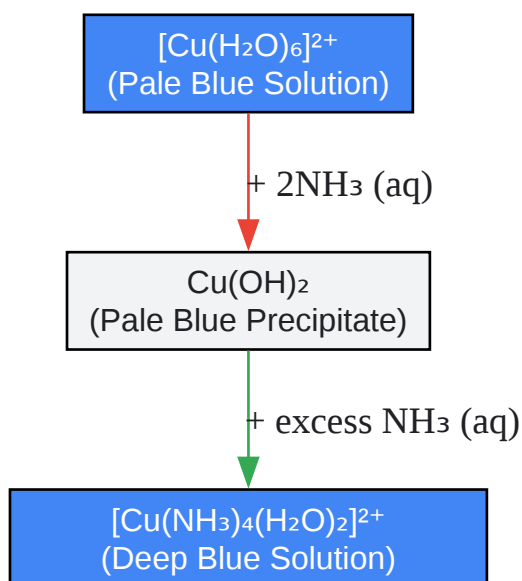 [Cu(H₂O)₆]²⁺
(Pale Blue Solution)
+ 2NH₃ (aq)
Cu(OH)₂
(Pale Blue Precipitate)
+ excess NH₃ (aq)
[Cu(NH₃)₄(H₂O)₂]²⁺
(Deep Blue Solution)